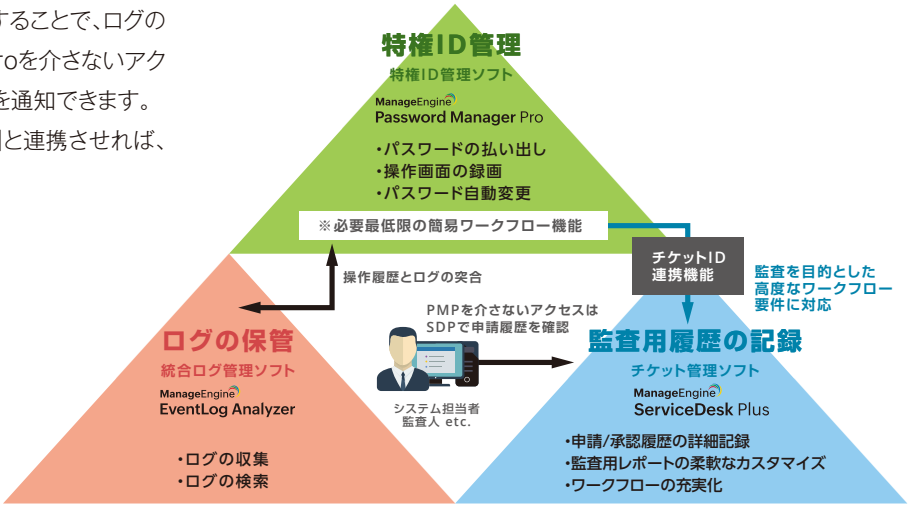 することで、ログの
roを介さないアク
を通知できます。
と連携させれば、
特権ID管理
特権ID管理ソフト
ManageEngine
Password Manager Pro
・パスワードの払い出し
・操作画面の録画
・パスワード自動変更
※必要最低限の簡易ワークフロー機能
チケットID
連携機能
監査を目的とした
高度なワークフロー
要件に対応
操作履歴とログの突合
PMPを介さないアクセスは
SDPで申請履歴を確認
システム担当者
監査人 etc.
ログの保管
統合ログ管理ソフト
ManageEngine
EventLog Analyzer
・ログの収集
・ログの検索
監査用履歴の記録
チケット管理ソフト
ManageEngine
ServiceDesk Plus
・申請/承認履歴の詳細記録
・監査用レポートの柔軟なカスタマイズ
・ワークフローの充実化